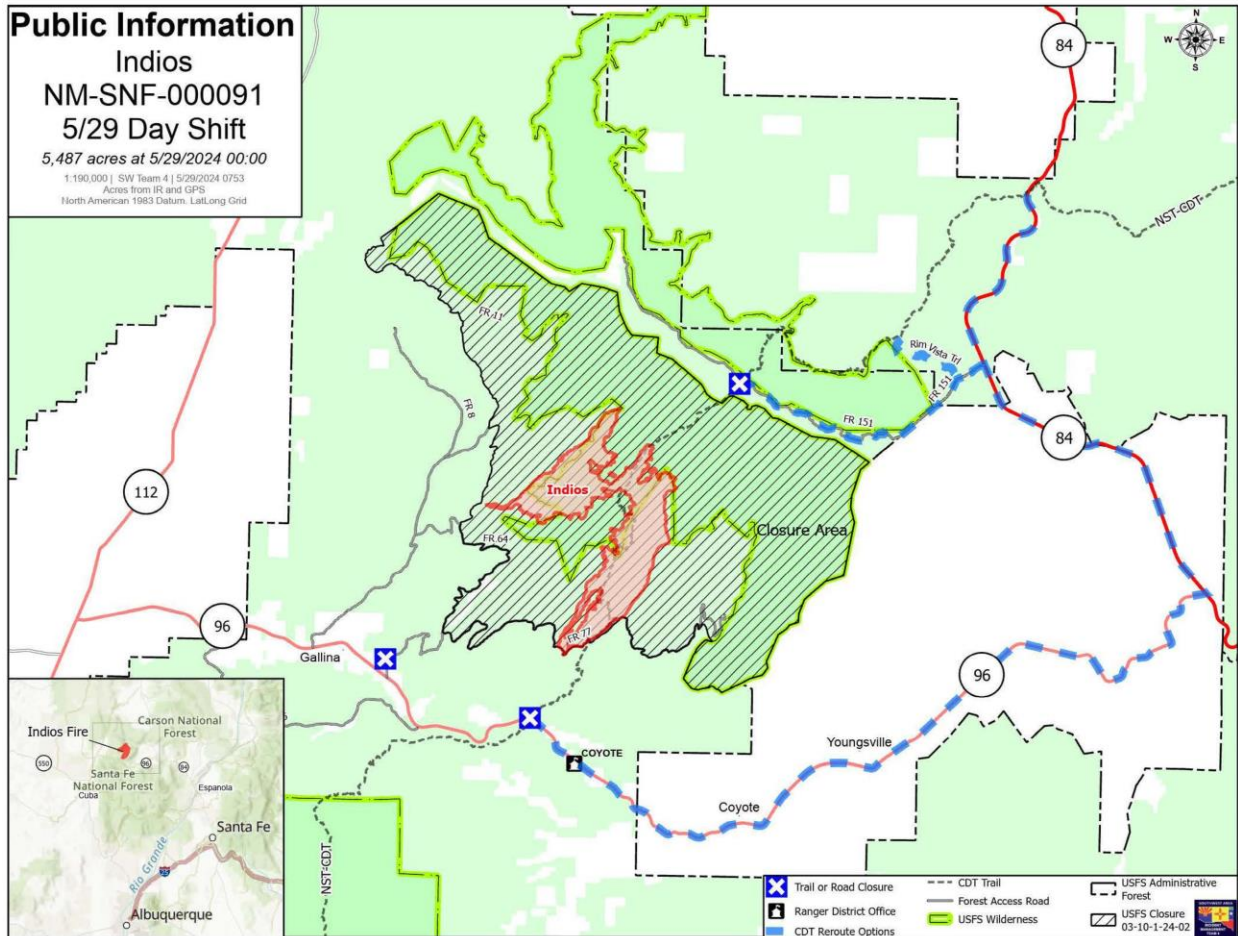 Public Information
Indios
NM-SNF-000091
5/29 Day Shift
5,487 acres at 5/29/2024 00:00
1:190,000 | SW Team 4 | 5/29/2024 0753
Acres from IR and GPS
North American 1983 Datum. LatLong Grid
N
W
E
S
84
NST-CDT
FR 11
FR 8
Rim Vista Trl
FR 151
FR 151
84
112
Indios
Closure Area
FR 64
96
FR 77
Gallina
96
COYOTE
Youngsville
Coyote
NST-CDT
Indios Fire
Carson National
Forest
550
96
84
Santa Fe
National Forest
Cuba
Espanola
Santa Fe
Rio Grande
25
Albuquerque
Trail or Road Closure
Ranger District Office
CDT Reroute Options
CDT Trail
Forest Access Road
USFS Wilderness
USFS Administrative
Forest
USFS Closure
03-10-1-24-02